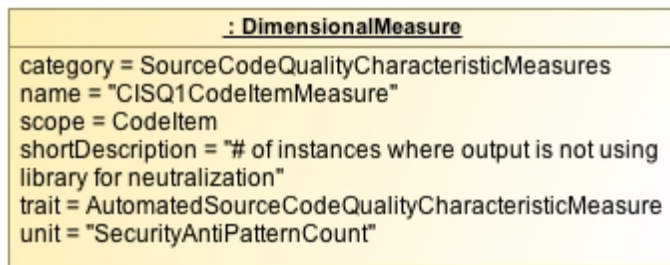 : DimensionalMeasure
category = SourceCodeQualityCharacteristicMeasures
name = "CISQ1CodeItemMeasure"
scope = CodeItem
shortDescription = "# of instances where output is not using
library for neutralization"
trait = AutomatedSourceCodeQualityCharacteristicMeasure
unit = "SecurityAntiPatternCount"